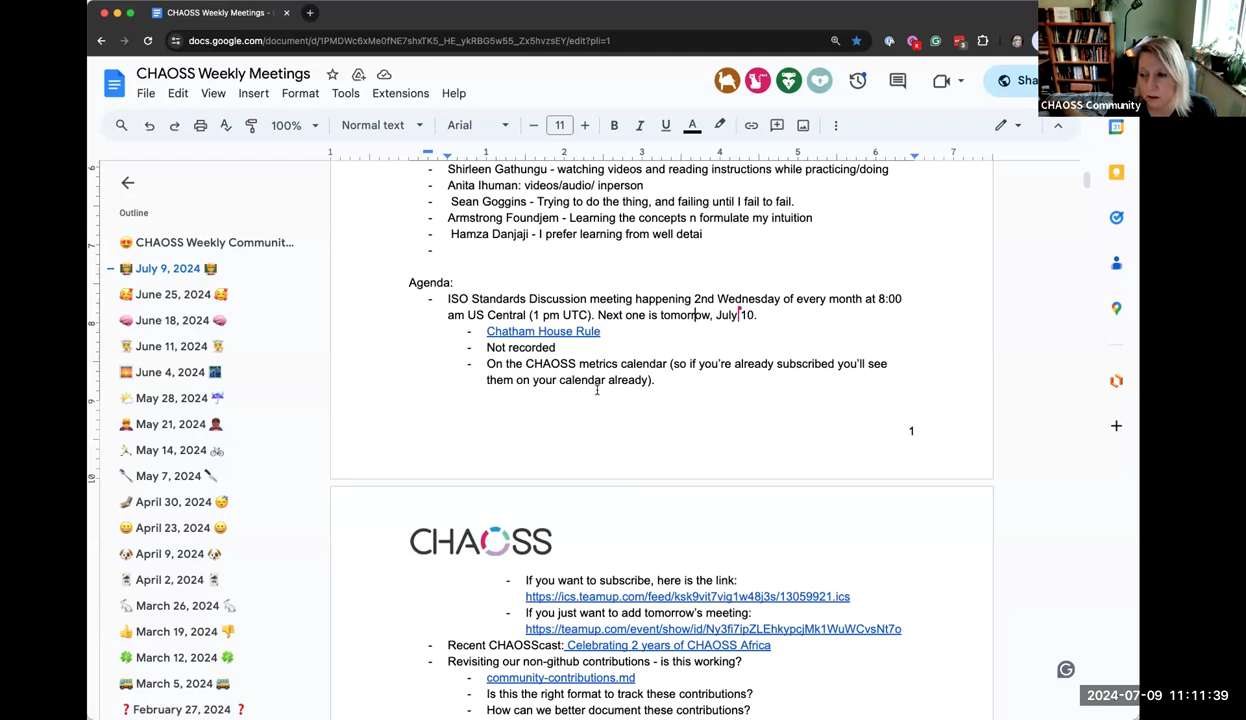 CHAOSS Weekly Meetings -
docs.google.com/document/d/1PMDWc6xMe0fNE7shxTK5_HE_ykRBG5w55_Zx5hvzsEY/edit?pli=1
CHAOSS Weekly Meetings
File Edit View Insert Format Tools Extensions Help
Sha
CHAOSS Community
100% Normal text Arial 11
1 1 2 3 4 5 6 7
Outline
CHAOSS Weekly Communit...
July 9, 2024
June 25, 2024
June 18, 2024
June 11, 2024
June 4, 2024
May 28, 2024
May 21, 2024
May 14, 2024
May 7, 2024
April 30, 2024
April 23, 2024
April 9, 2024
April 2, 2024
March 26, 2024
March 19, 2024
March 12, 2024
March 5, 2024
February 27, 2024
- Shirleen Gathungu - watching videos and reading instructions while practicing/doing
- Anita Ihuman: videos/audio/ inperson
- Sean Goggins - Trying to do the thing, and failing until I fail to fail.
- Armstrong Foundjem - Learning the concepts n formulate my intuition
- Hamza Danjaji - I prefer learning from well detai
-
Agenda:
- ISO Standards Discussion meeting happening 2nd Wednesday of every month at 8:00
am US Central (1 pm UTC). Next one is tomorrow, July 10.
- Chatham House Rule
- Not recorded
- On the CHAOSS metrics calendar (so if you're already subscribed you'll see
them on your calendar already).
1
CHAOSS
- If you want to subscribe, here is the link:
https://ics.teamup.com/feed/ksk9vit7vig1w48j3s/13059921.ics
- If you just want to add tomorrow's meeting:
https://teamup.com/event/show/id/Ny3fi7ipZLEhkypcjMk1WuWCvsNt7o
- Recent CHAOSScast: Celebrating 2 years of CHAOSS Africa
- Revisiting our non-github contributions - is this working?
- community-contributions.md
- Is this the right format to track these contributions?
- How can we better document these contributions?
2024-07-09 11:11:39